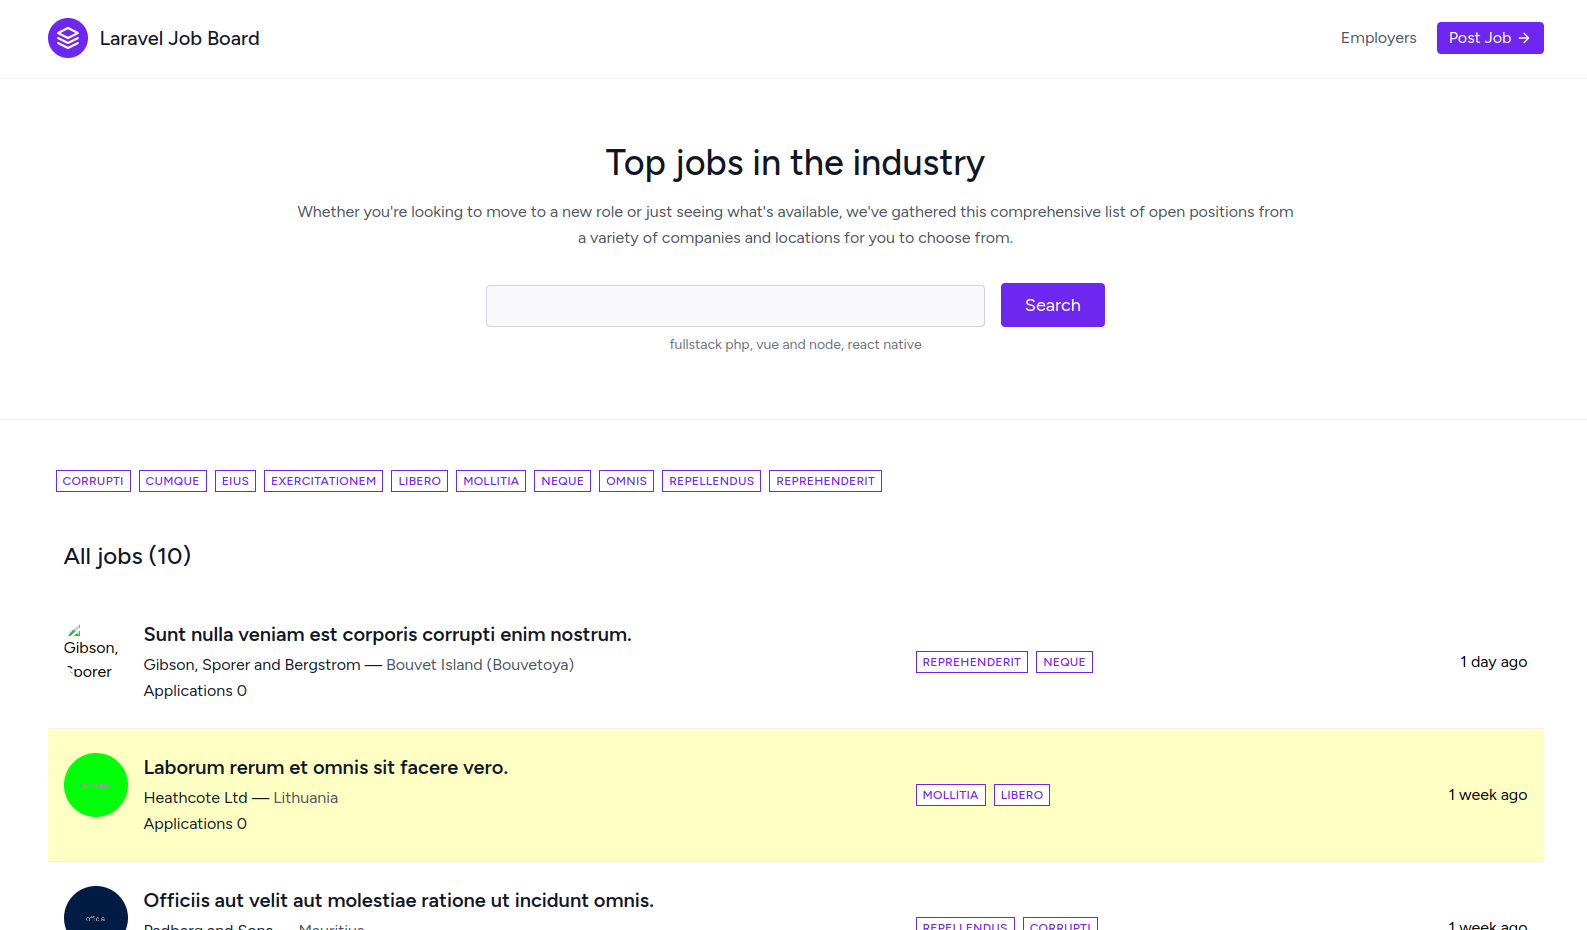 Laravel Job Board
Employers
Post Job →
Top jobs in the industry
Whether you're looking to move to a new role or just seeing what's available, we've gathered this comprehensive list of open positions from
a variety of companies and locations for you to choose from.
Search
fullstack php, vue and node, react native
CORRUPTI CUMQUE EIUS EXERCITATIONEM LIBERO MOLLITIA NEQUE OMNIS REPELLENDUS REPREHENDERIT
All jobs (10)
Gibson,
Sporer
Sunt nulla veniam est corporis corrupti enim nostrum.
Gibson, Sporer and Bergstrom — Bouvet Island (Bouvetoya)
Applications 0
REPREHENDERIT NEQUE
1 day ago
Laborum rerum et omnis sit facere vero.
Heathcote Ltd — Lithuania
Applications 0
MOLLITIA LIBERO
1 week ago
Officiis aut velit aut molestiae ratione ut incidunt omnis.
Padberg and Sons — Mauritius
REPELLENDUS CORRUPTI
1 week ago